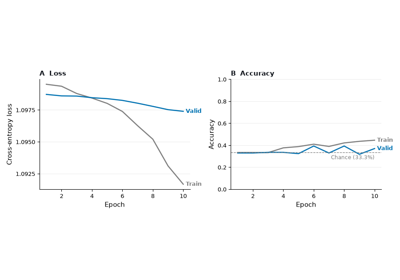 A Loss
B Accuracy
1.0975
1.0950
1.0925
Cross-entropy loss
Valid
Train
2
4
6
8
10
Epoch
1.0
0.8
0.6
0.4
0.2
0.0
Accuracy
Train
Valid
Chance (33.3%)
2
4
6
8
10
Epoch